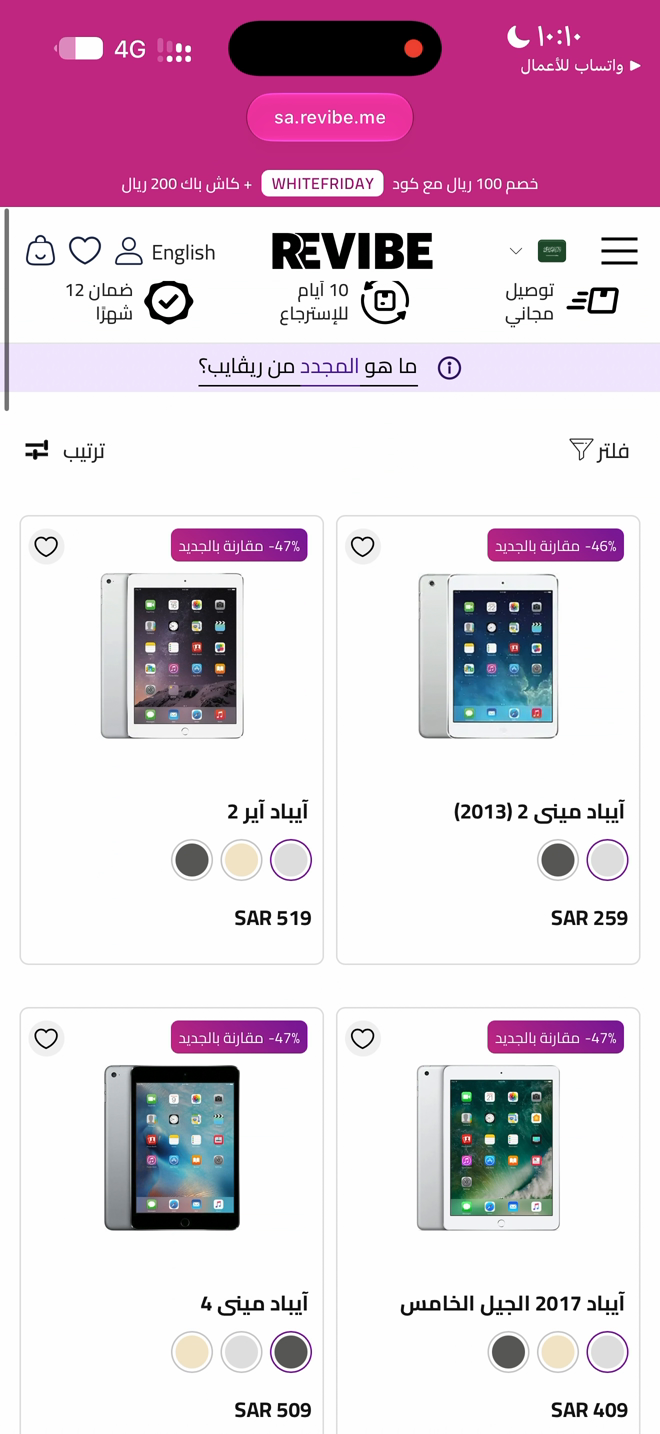 ١٠:١٠
4G
◀ واتساب للأعمال
sa.revibe.me
خصم 100 ريال مع كود WHITEFRIDAY + كاش باك 200 ريال
REVIBE
English
توصيل مجاني
10 أيام للإسترجاع
ضمان 12 شهرًا
ما هو المجدد من ريڤايب؟
فلتر
ترتيب
-46% مقارنة بالجديد
آيباد ميني 2 (2013)
SAR 259
-47% مقارنة بالجديد
آيباد آير 2
SAR 519
-47% مقارنة بالجديد
آيباد 2017 الجيل الخامس
SAR 409
-47% مقارنة بالجديد
آيباد ميني 4
SAR 509